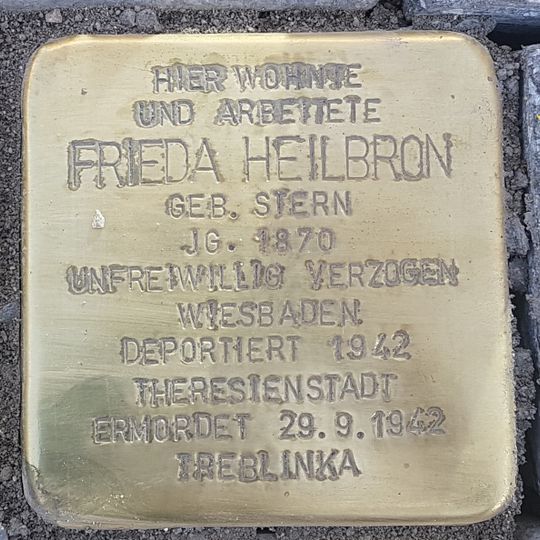 HIER WOHNTE
UND ARBEITETE
FRIEDA HEILBRON
GEB. STERN
JG. 1870
UNFREIWILLIG VERZOGEN
WIESBADEN
DEPORTIERT 1942
THERESIENSTADT
ERMORDET 29.9.1942
TREBLINKA